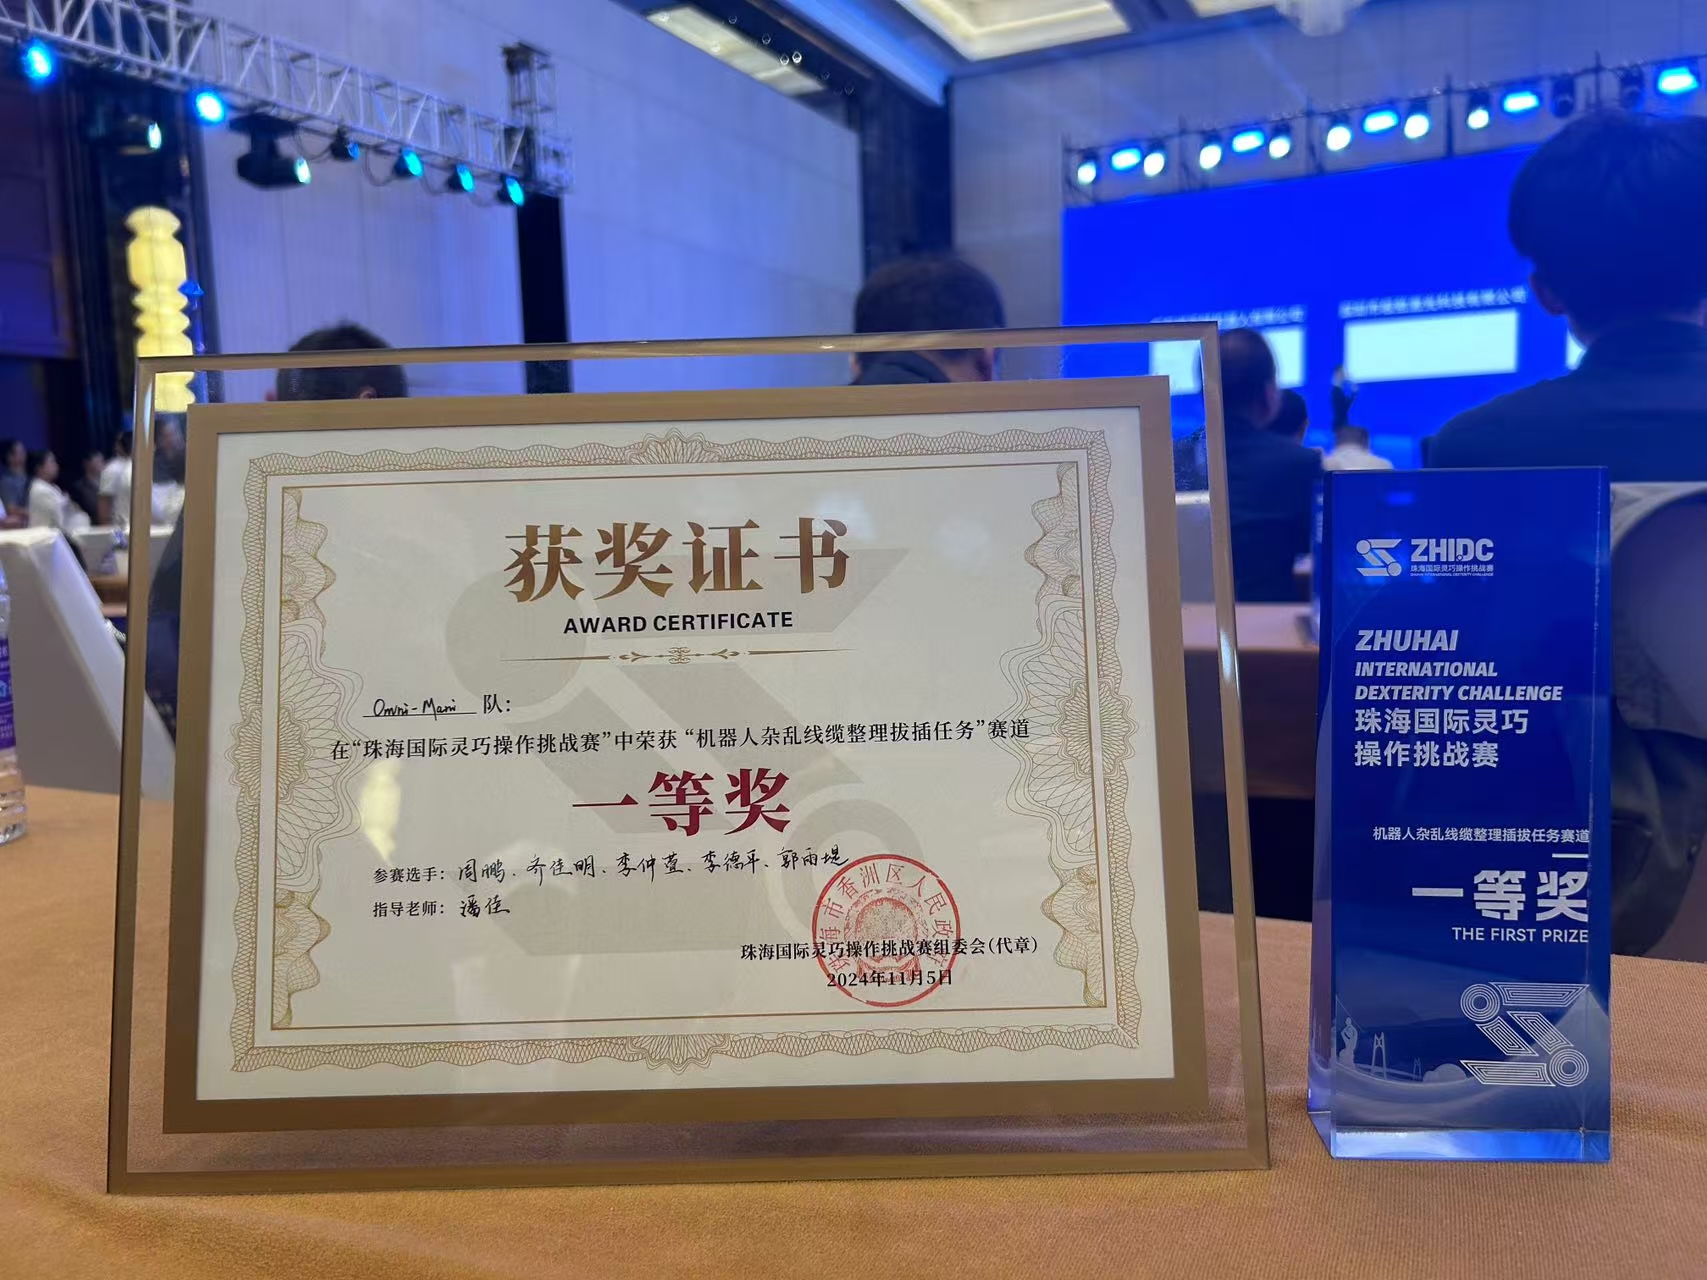 获奖证书
AWARD CERTIFICATE
Omni-Mani 队:
在“珠海国际灵巧操作挑战赛”中荣获“机器人杂乱线缆整理拔插任务”赛道
一等奖
参赛选手: 周鹏、齐佳明、李仲萱、李德平、郭雨堤
指导老师: 潘佳
珠海市香洲区人民政府
珠海国际灵巧操作挑战赛组委会(代章)
2024年11月5日
ZHIDC
珠海国际灵巧操作挑战赛
ZHUHAI INTERNATIONAL DEXTERITY CHALLENGE
ZHUHAI
INTERNATIONAL
DEXTERITY CHALLENGE
珠海国际灵巧
操作挑战赛
机器人杂乱线缆整理插拔任务赛道
一等奖
THE FIRST PRIZE